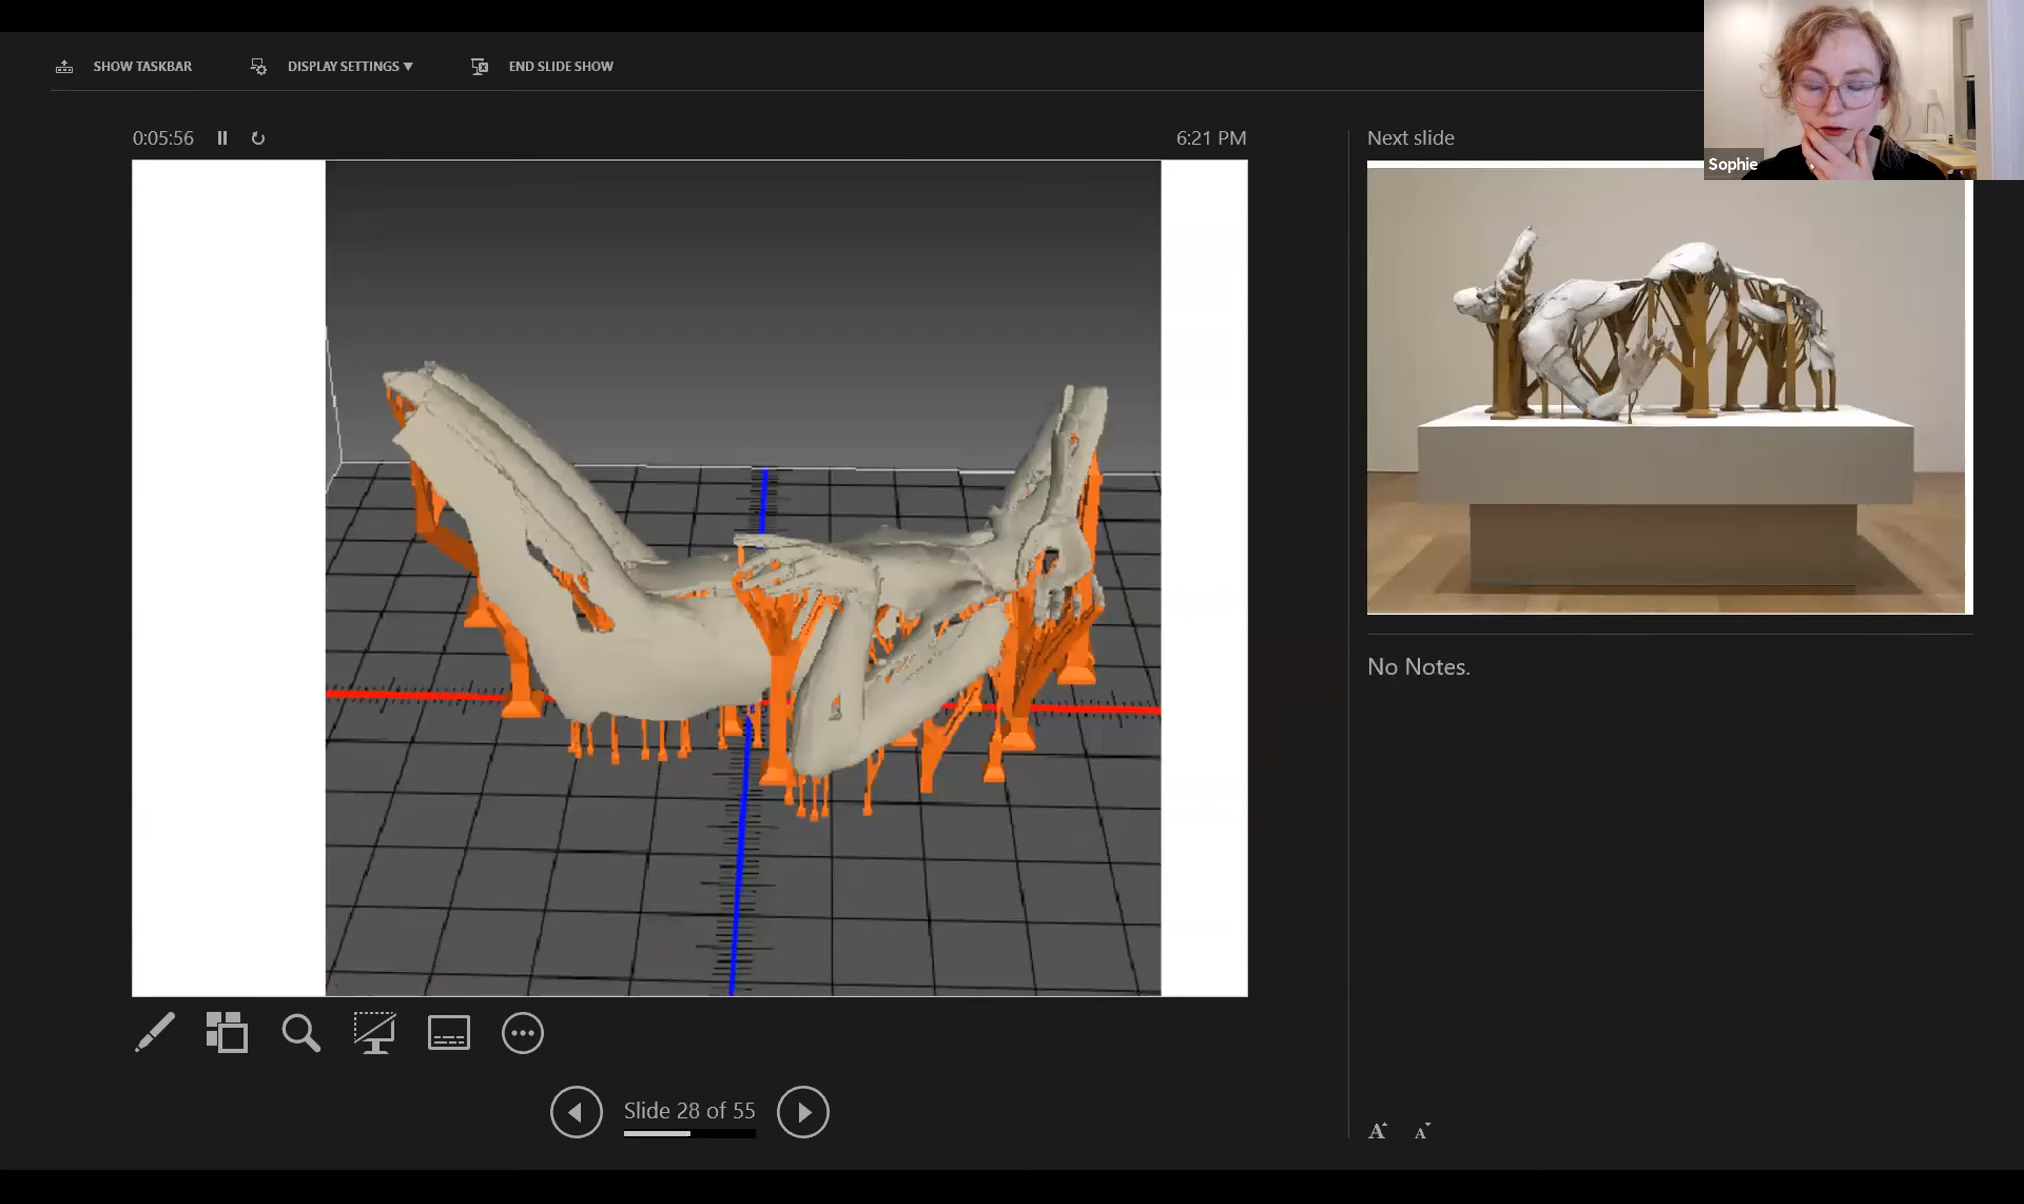 SHOW TASKBAR
DISPLAY SETTINGS ▼
END SLIDE SHOW
Sophie
0:05:56
6:21 PM
Next slide
No Notes.
Slide 28 of 55
A A